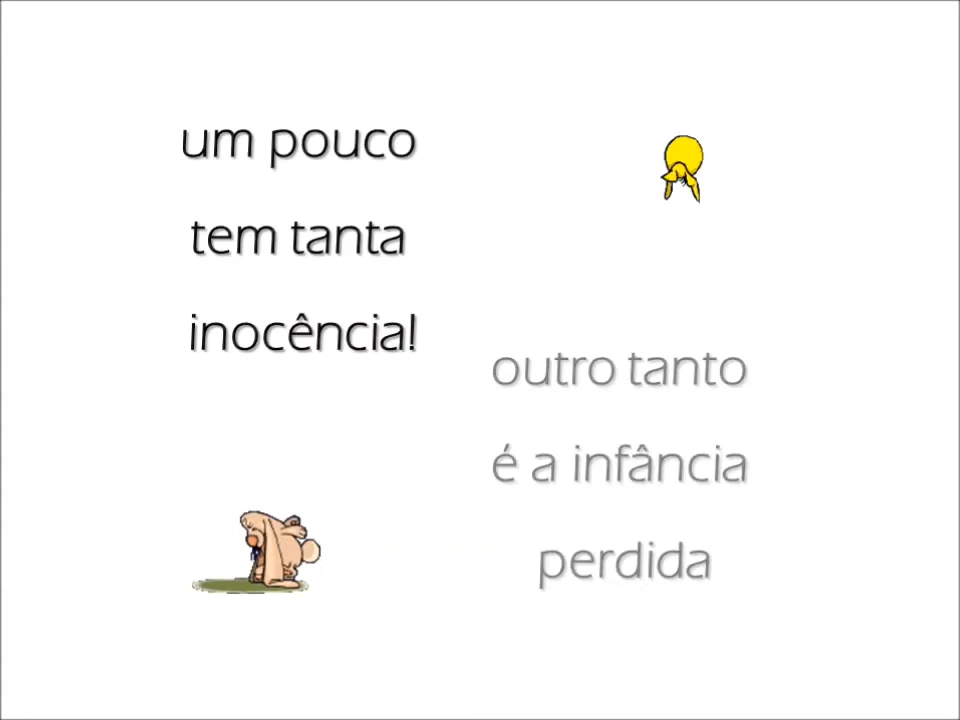 um pouco
tem tanta
inocência!
outro tanto
é a infância
perdida